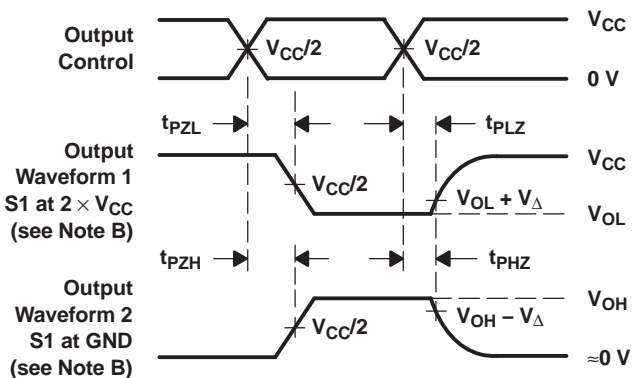 Output
Control
V_CC/2
V_CC/2
V_CC
0 V
t_PZL
t_PLZ
Output
Waveform 1
S1 at 2 × V_CC
(see Note B)
V_CC/2
V_CC
V_OL + V_Δ
V_OL
t_PZH
t_PHZ
Output
Waveform 2
S1 at GND
(see Note B)
V_CC/2
V_OH
V_OH – V_Δ
≈0 V